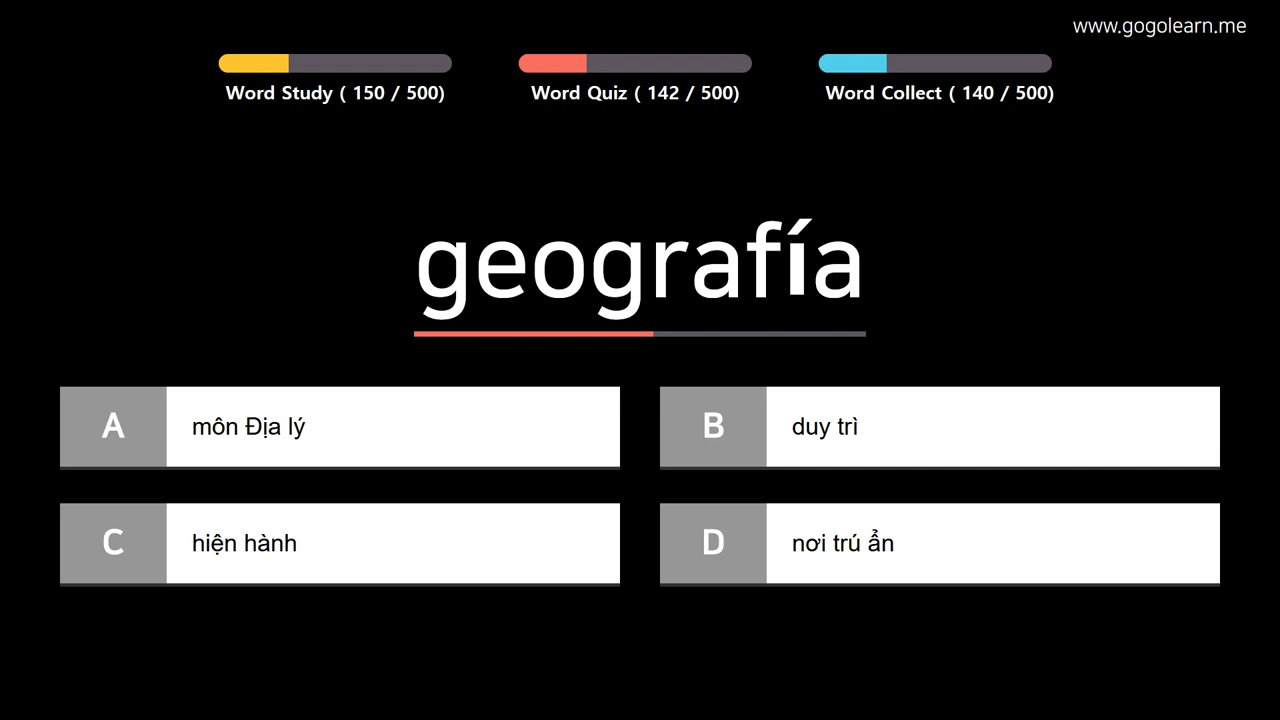 www.gogolearn.me
Word Study ( 150 / 500)
Word Quiz ( 142 / 500)
Word Collect ( 140 / 500)
geografía
A môn Địa lý
B duy trì
C hiện hành
D nơi trú ẩn